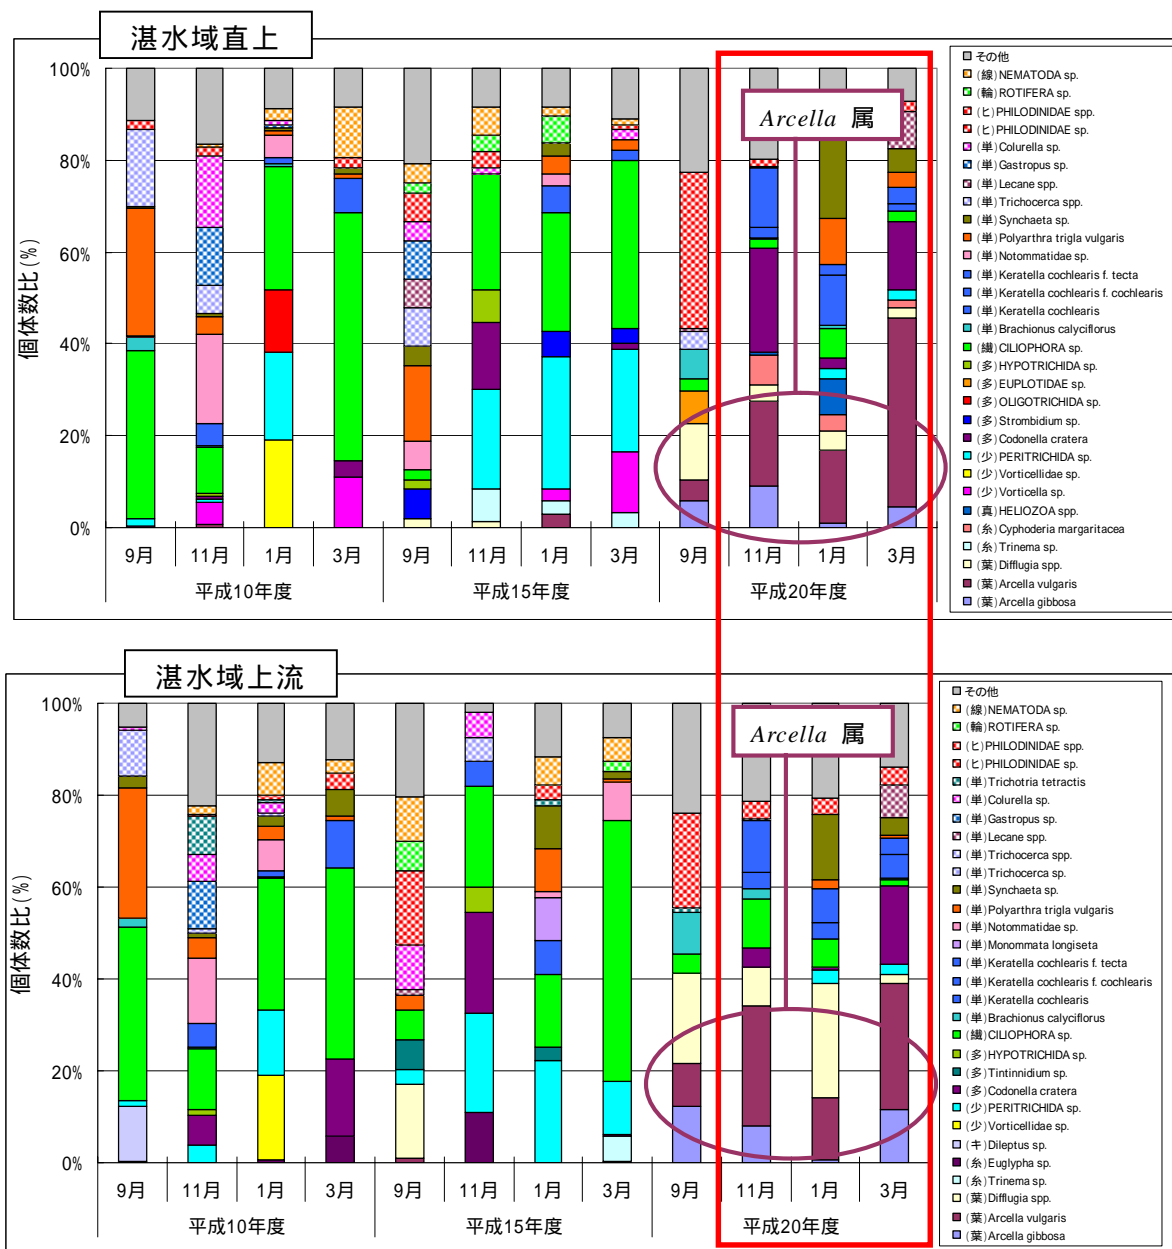 湛水域直上
個体数比(%)
100%
80%
60%
40%
20%
0%
9月 11月 1月 3月 9月 11月 1月 3月 9月 11月 1月 3月
平成10年度 平成15年度 平成20年度
Arcella 属
その他
(線)NEMATODA sp.
(輪)ROTIFERA sp.
(ヒ)PHILODINIDAE spp.
(ヒ)PHILODINIDAE sp.
(単)Colurella sp.
(単)Gastropus sp.
(単)Lecane spp.
(単)Trichocerca spp.
(単)Synchaeta sp.
(単)Polyarthra trigla vulgaris
(単)Notommatidae sp.
(単)Keratella cochlearis f. tecta
(単)Keratella cochlearis f. cochlearis
(単)Keratella cochlearis
(単)Brachionus calyciflorus
(繊)CILIOPHORA sp.
(多)HYPOTRICHIDA sp.
(多)EUPLOTIDAE sp.
(多)OLIGOTRICHIDA sp.
(多)Strombidium sp.
(多)Codonella cratera
(少)PERITRICHIDA sp.
(少)Vorticellidae sp.
(少)Vorticella sp.
(真)HELIOZOA spp.
(糸)Cyphoderia margaritacea
(糸)Trinema sp.
(葉)Difflugia spp.
(葉)Arcella vulgaris
(葉)Arcella gibbosa
湛水域上流
個体数比(%)
100%
80%
60%
40%
20%
0%
9月 11月 1月 3月 9月 11月 1月 3月 9月 11月 1月 3月
平成10年度 平成15年度 平成20年度
Arcella 属
その他
(線)NEMATODA sp.
(輪)ROTIFERA sp.
(ヒ)PHILODINIDAE spp.
(ヒ)PHILODINIDAE sp.
(単)Trichotria tetractis
(単)Colurella sp.
(単)Gastropus sp.
(単)Lecane spp.
(単)Trichocerca spp.
(単)Trichocerca sp.
(単)Synchaeta sp.
(単)Polyarthra trigla vulgaris
(単)Notommatidae sp.
(単)Monommata longiseta
(単)Keratella cochlearis f. tecta
(単)Keratella cochlearis f. cochlearis
(単)Keratella cochlearis
(単)Brachionus calyciflorus
(繊)CILIOPHORA sp.
(多)HYPOTRICHIDA sp.
(多)Tintinnidium sp.
(多)Codonella cratera
(少)PERITRICHIDA sp.
(少)Vorticellidae sp.
(キ)Dileptus sp.
(糸)Euglypha sp.
(糸)Trinema sp.
(葉)Difflugia spp.
(葉)Arcella vulgaris
(葉)Arcella gibbosa